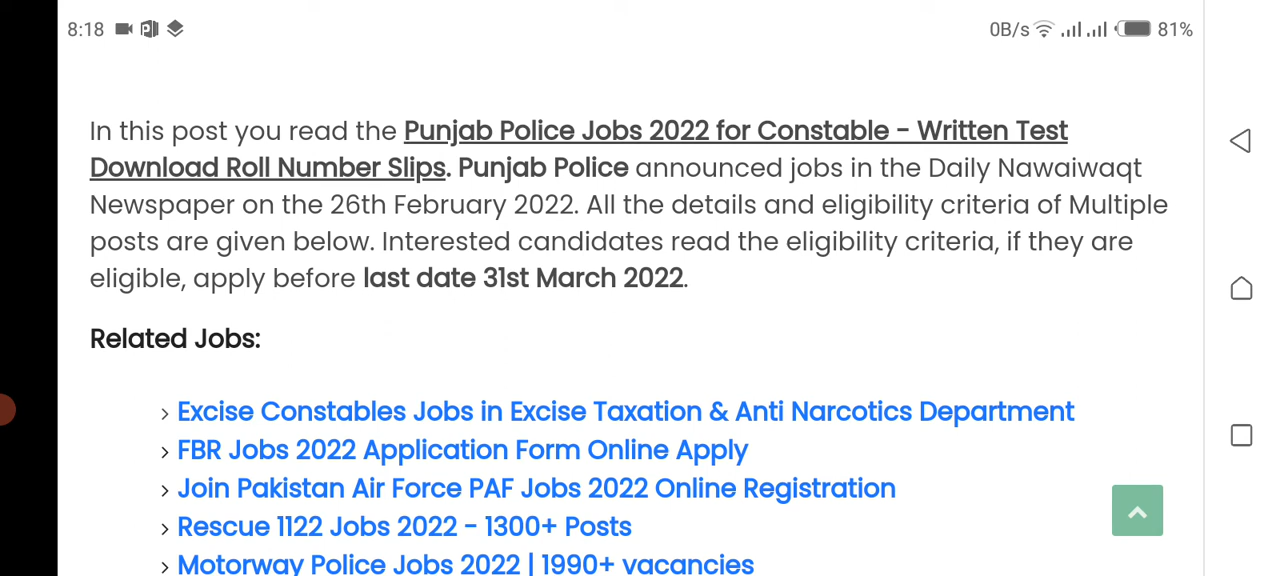 8:18
0B/s 81%
In this post you read the Punjab Police Jobs 2022 for Constable - Written Test
Download Roll Number Slips. Punjab Police announced jobs in the Daily Nawaiwaqt
Newspaper on the 26th February 2022. All the details and eligibility criteria of Multiple
posts are given below. Interested candidates read the eligibility criteria, if they are
eligible, apply before last date 31st March 2022.
Related Jobs:
Excise Constables Jobs in Excise Taxation & Anti Narcotics Department
FBR Jobs 2022 Application Form Online Apply
Join Pakistan Air Force PAF Jobs 2022 Online Registration
Rescue 1122 Jobs 2022 - 1300+ Posts
Motorway Police Jobs 2022 | 1990+ vacancies